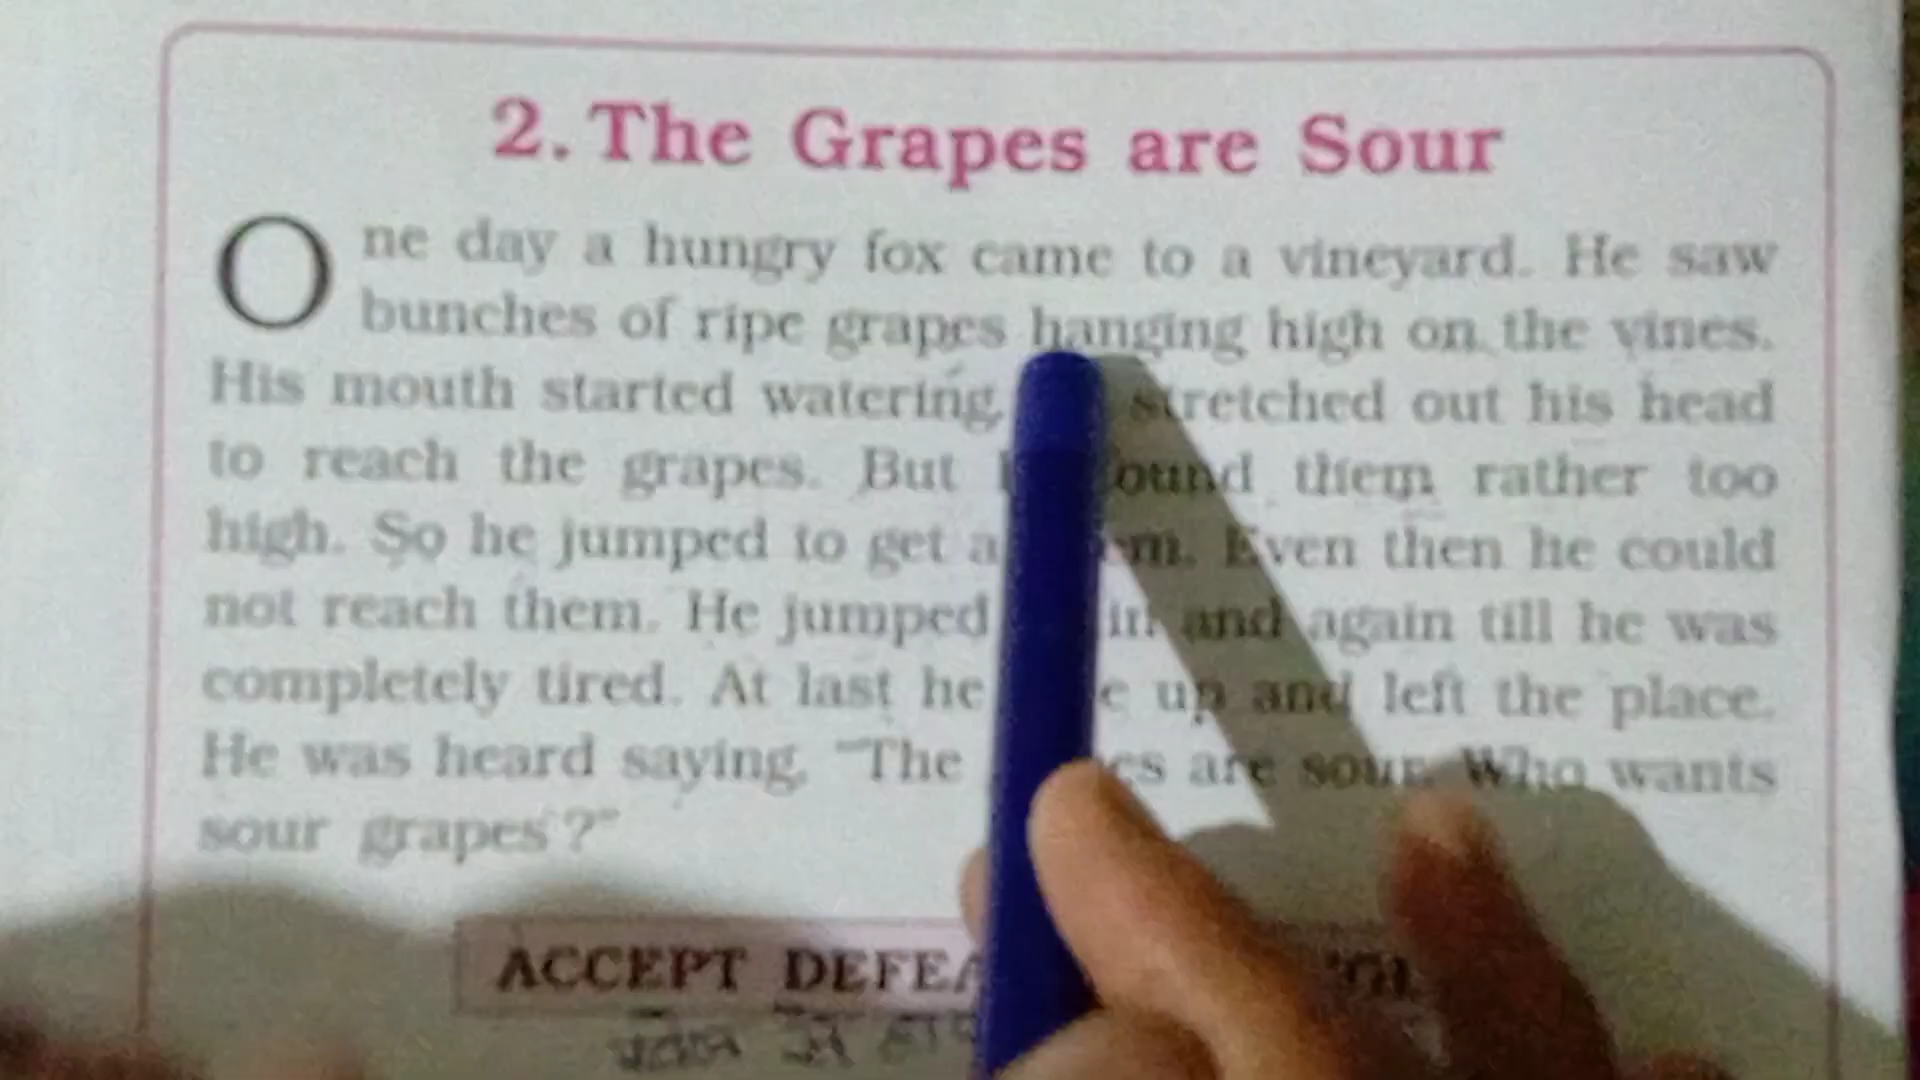 2. The Grapes are Sour
One day a hungry fox came to a vineyard. He saw
bunches of ripe grapes hanging high on the vines.
His mouth started watering. stretched out his head
to reach the grapes. But found them rather too
high. So he jumped to get a Even then he could
not reach them. He jumped and again till he was
completely tired. At last he up and left the place.
He was heard saying, "The are sour. Who wants
sour grapes?"
ACCEPT